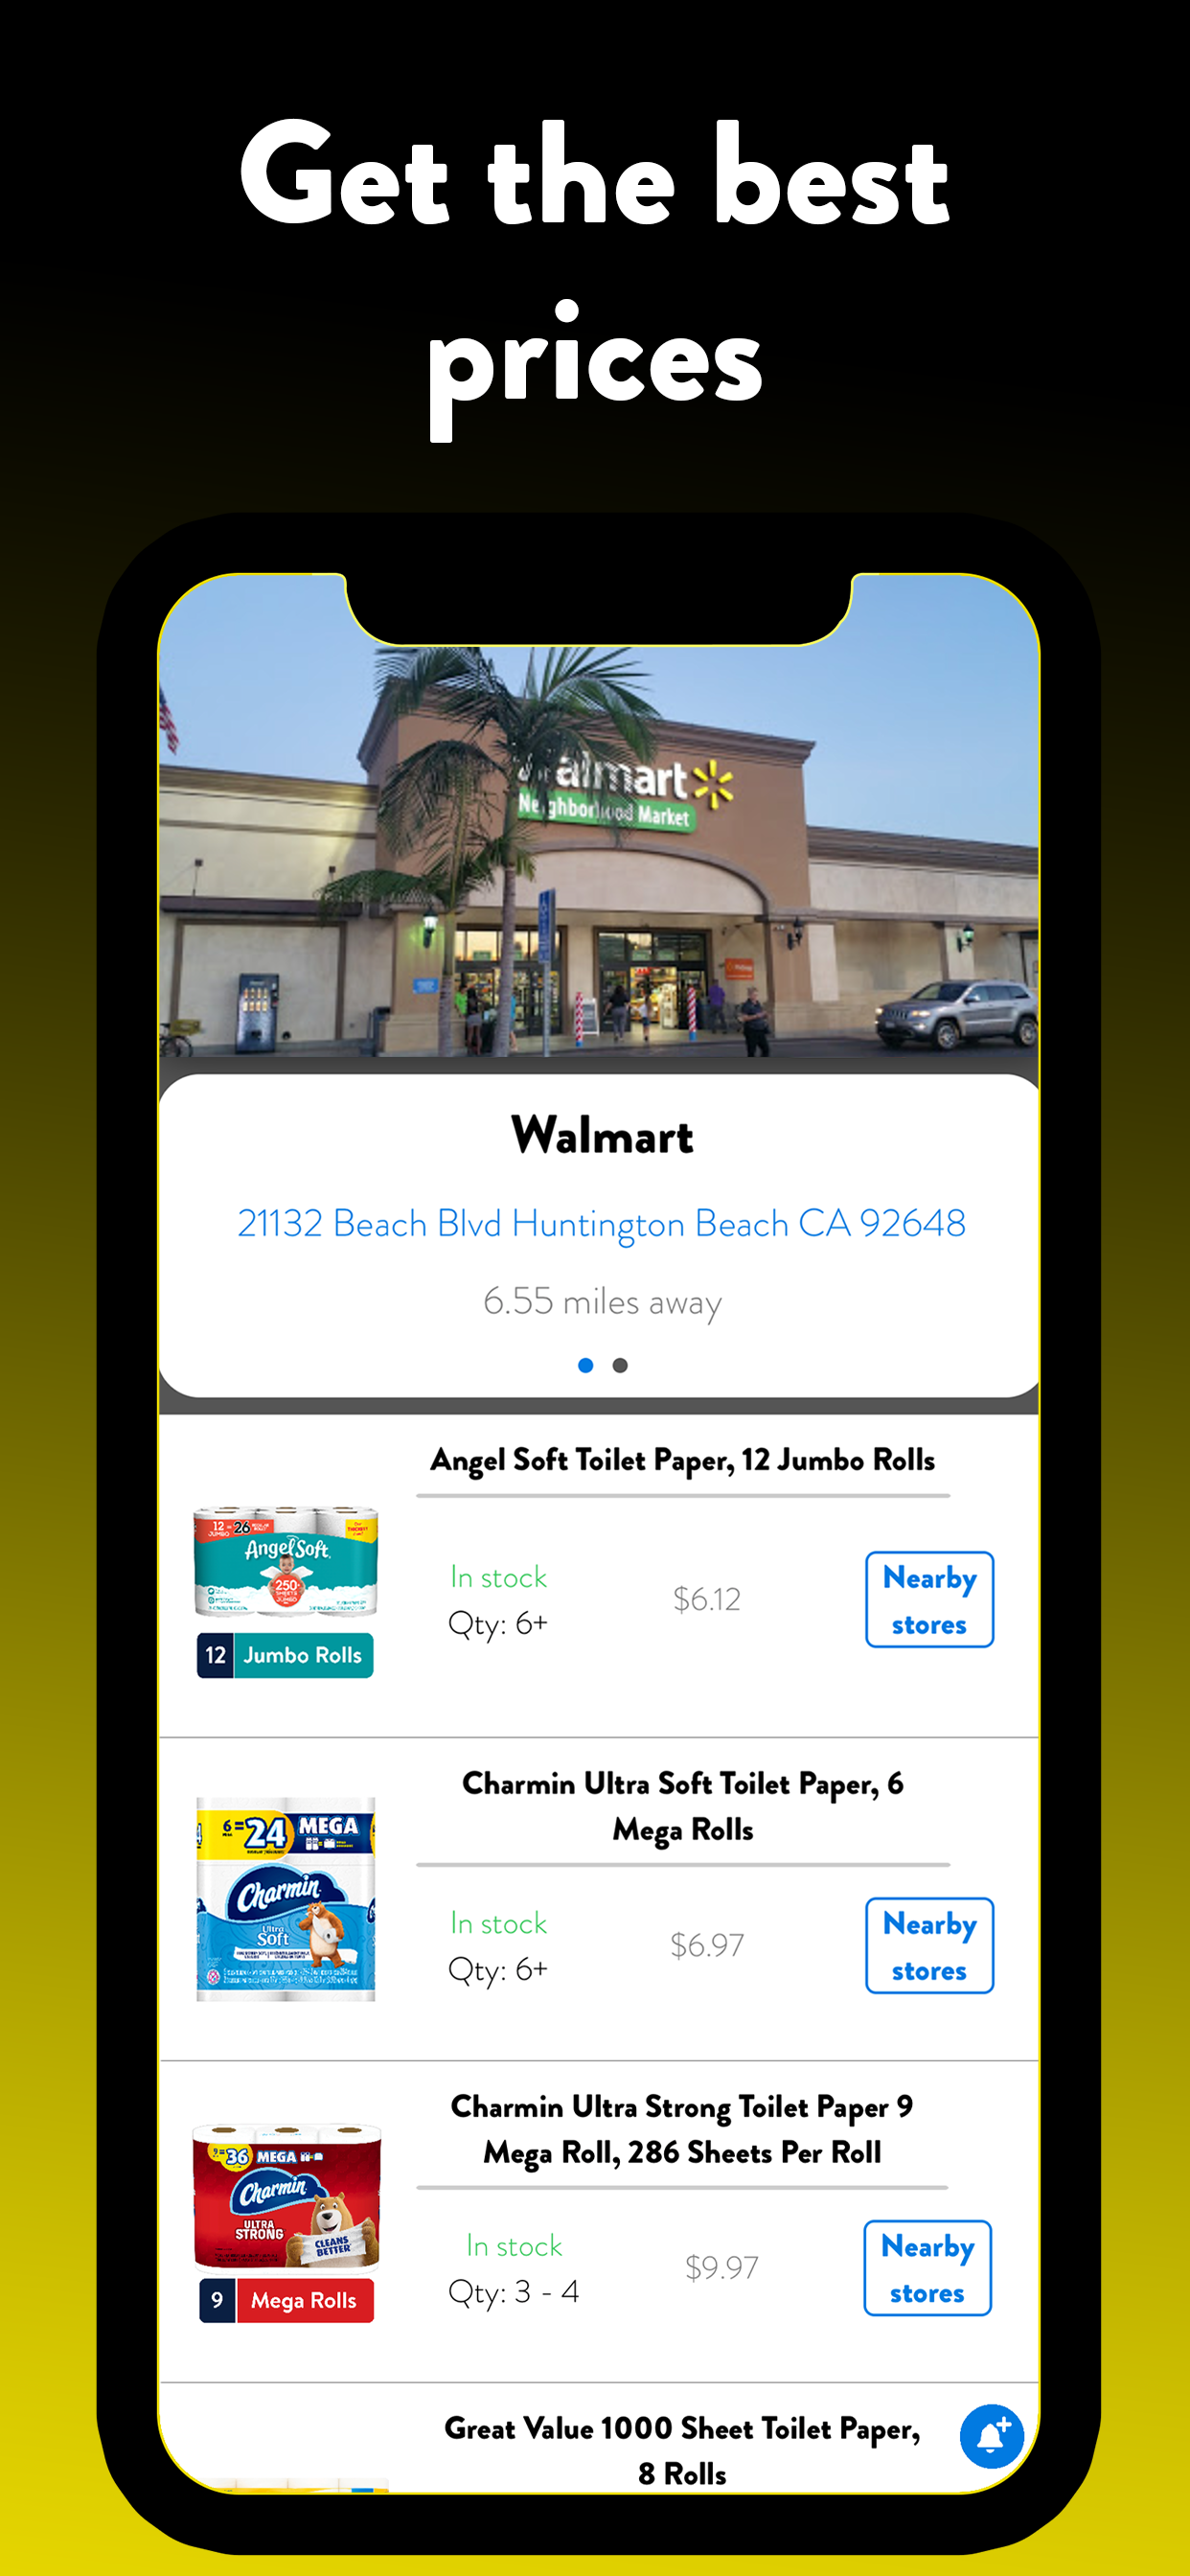 Get the best
prices
almart
Neighborhood Market
Walmart
21132 Beach Blvd Huntington Beach CA 92648
6.55 miles away
Angel Soft Toilet Paper, 12 Jumbo Rolls
12 JUMBO = 26
Angel Soft
250
SHEETS
JUMBO
12 Jumbo Rolls
In stock
Qty: 6+
$6.12
Nearby
stores
Charmin Ultra Soft Toilet Paper, 6
Mega Rolls
6=24 MEGA
Charmin
Ultra
Soft
In stock
Qty: 6+
$6.97
Nearby
stores
Charmin Ultra Strong Toilet Paper 9
Mega Roll, 286 Sheets Per Roll
9=36 MEGA
Charmin
ULTRA
STRONG
CLEANS
BETTER
9 Mega Rolls
In stock
Qty: 3 - 4
$9.97
Nearby
stores
Great Value 1000 Sheet Toilet Paper,
8 Rolls